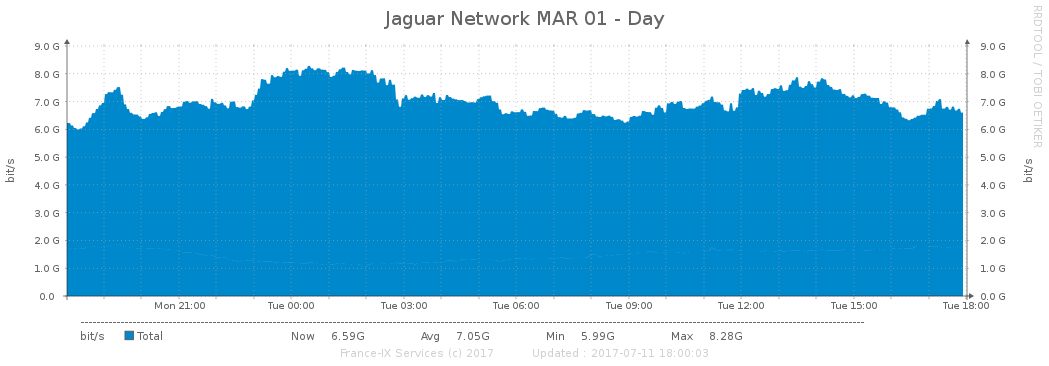 Jaguar Network MAR 01 - Day
RRDTOOL / TOBI OETIKER
bit/s
9.0 G 9.0 G
8.0 G 8.0 G
7.0 G 7.0 G
6.0 G 6.0 G
5.0 G 5.0 G
4.0 G 4.0 G
3.0 G 3.0 G
2.0 G 2.0 G
1.0 G 1.0 G
0.0 0.0 G
bit/s
Mon 21:00 Tue 00:00 Tue 03:00 Tue 06:00 Tue 09:00 Tue 12:00 Tue 15:00 Tue 18:00
bit/s Total Now 6.59G Avg 7.05G Min 5.99G Max 8.28G
France-IX Services (c) 2017 Updated : 2017-07-11 18:00:03